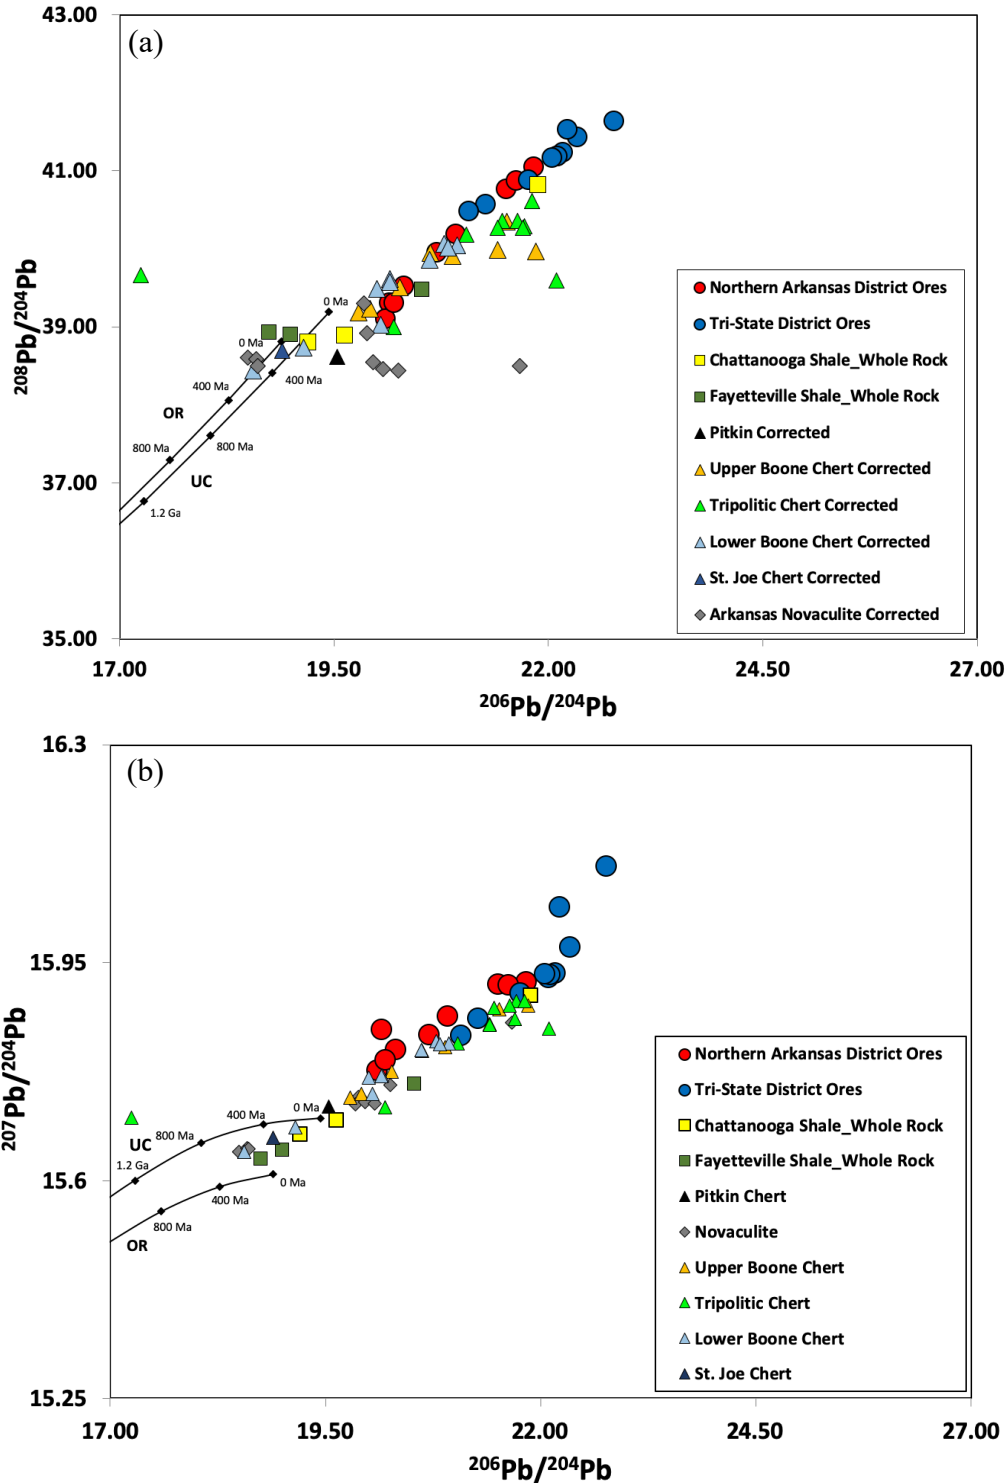 43.00
(a)
41.00
39.00
37.00
35.00
208Pb/204Pb
0 Ma
0 Ma
400 Ma
400 Ma
OR
800 Ma
800 Ma
UC
1.2 Ga
Northern Arkansas District Ores
Tri-State District Ores
Chattanooga Shale_Whole Rock
Fayetteville Shale_Whole Rock
Pitkin Corrected
Upper Boone Chert Corrected
Tripolitic Chert Corrected
Lower Boone Chert Corrected
St. Joe Chert Corrected
Arkansas Novaculite Corrected
17.00 19.50 22.00 24.50 27.00
206Pb/204Pb
16.3
(b)
15.95
15.6
15.25
207Pb/204Pb
0 Ma
400 Ma
UC
800 Ma
1.2 Ga
0 Ma
400 Ma
800 Ma
OR
Northern Arkansas District Ores
Tri-State District Ores
Chattanooga Shale_Whole Rock
Fayetteville Shale_Whole Rock
Pitkin Chert
Novaculite
Upper Boone Chert
Tripolitic Chert
Lower Boone Chert
St. Joe Chert
17.00 19.50 22.00 24.50 27.00
206Pb/204Pb